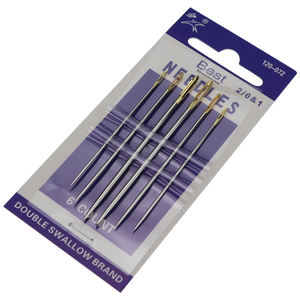 120-072
Best
2/0&1
NEEDLES
6 COUNT
DOUBLE SWALLOW BRAND